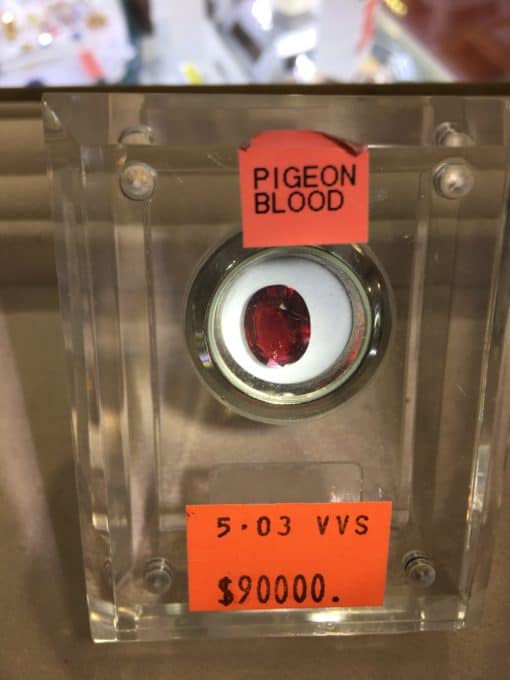 PIGEON
BLOOD
5.03 VVS
$90000.